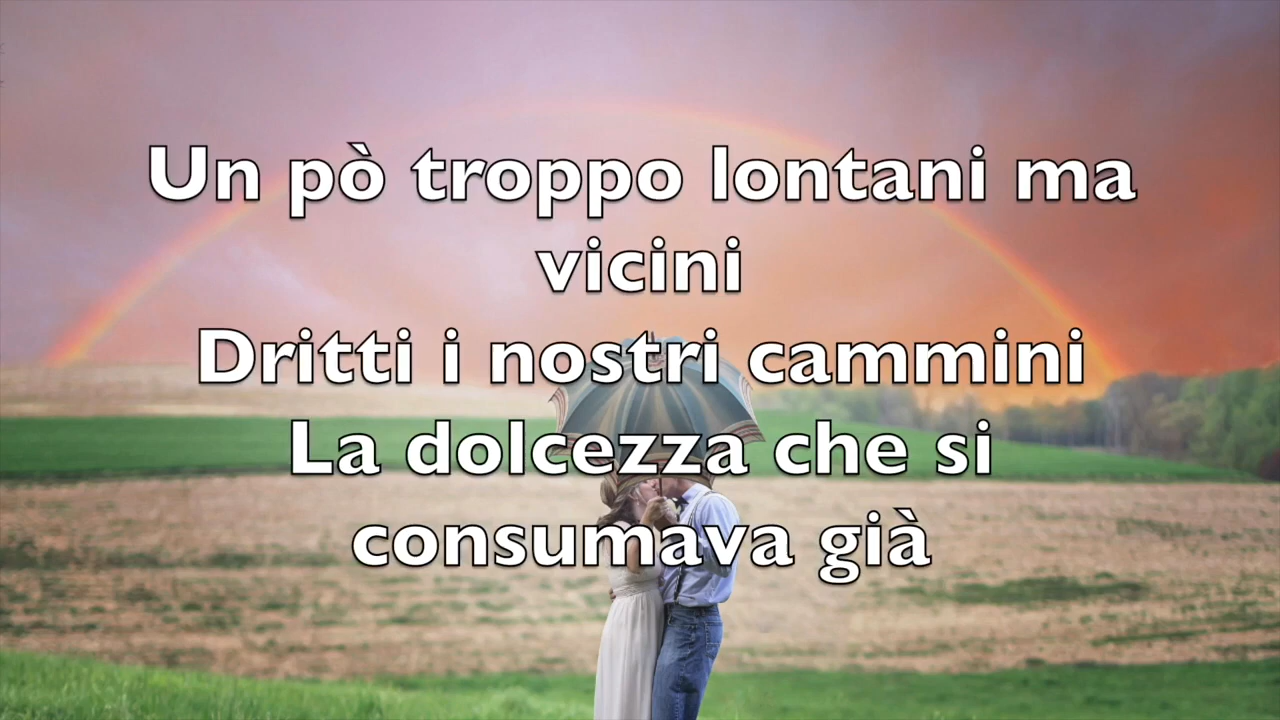 Un pò troppo lontani ma
vicini
Dritti i nostri cammini
La dolcezza che si
consumava già